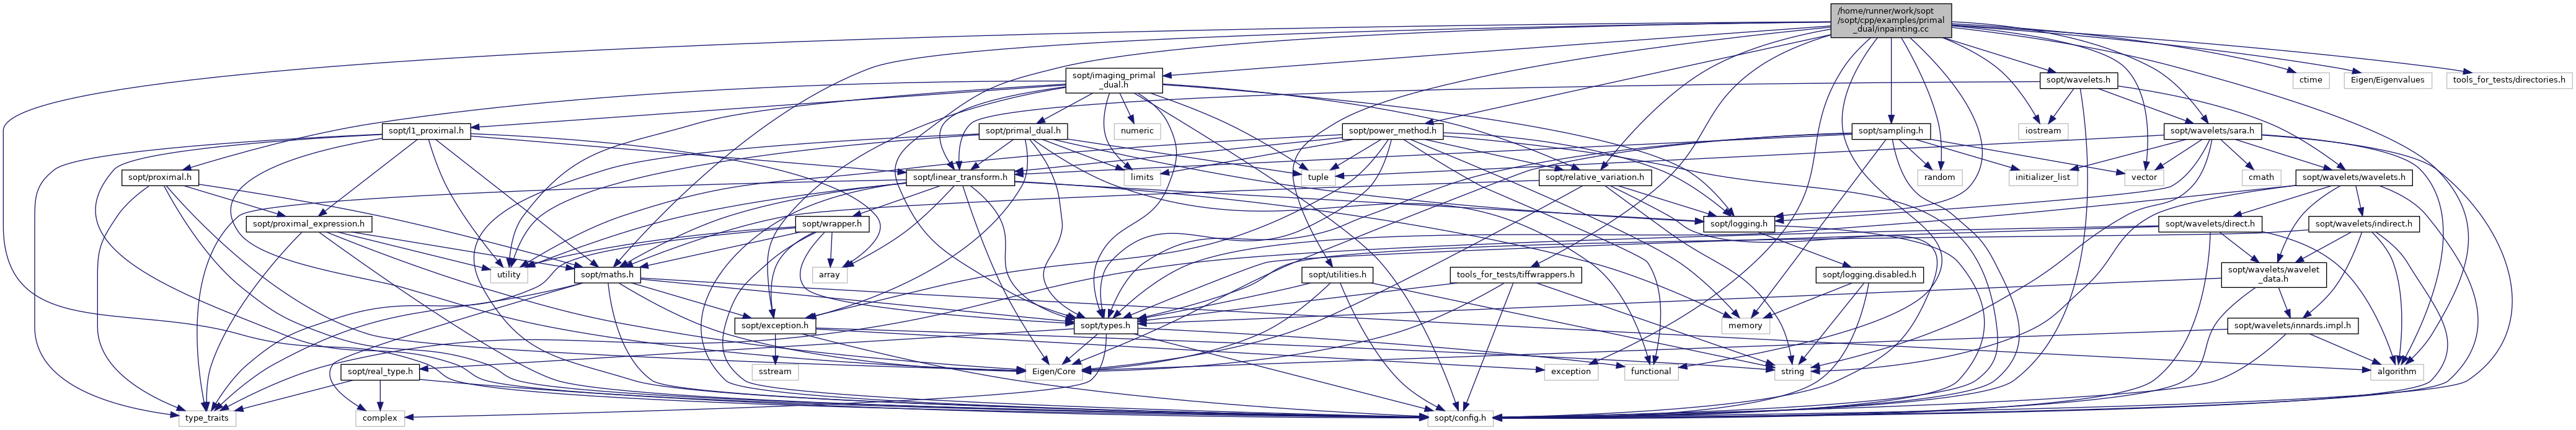 /home/runner/work/sopt
/sopt/cpp/examples/primal
_dual/inpainting.cc
sopt/imaging_primal
_dual.h
sopt/wavelets.h
ctime
Eigen/Eigenvalues
tools_for_tests/directories.h
sopt/l1_proximal.h
sopt/primal_dual.h
numeric
sopt/power_method.h
sopt/sampling.h
iostream
sopt/wavelets/sara.h
sopt/proximal.h
sopt/linear_transform.h
limits
tuple
sopt/relative_variation.h
random
initializer_list
vector
cmath
sopt/wavelets/wavelets.h
sopt/proximal_expression.h
sopt/wrapper.h
sopt/logging.h
sopt/wavelets/direct.h
sopt/wavelets/indirect.h
utility
sopt/maths.h
array
sopt/utilities.h
tools_for_tests/tiffwrappers.h
sopt/logging.disabled.h
sopt/wavelets/wavelet
_data.h
sopt/exception.h
sopt/types.h
memory
sopt/wavelets/innards.impl.h
sopt/real_type.h
sstream
Eigen/Core
exception
functional
string
algorithm
type_traits
complex
sopt/config.h